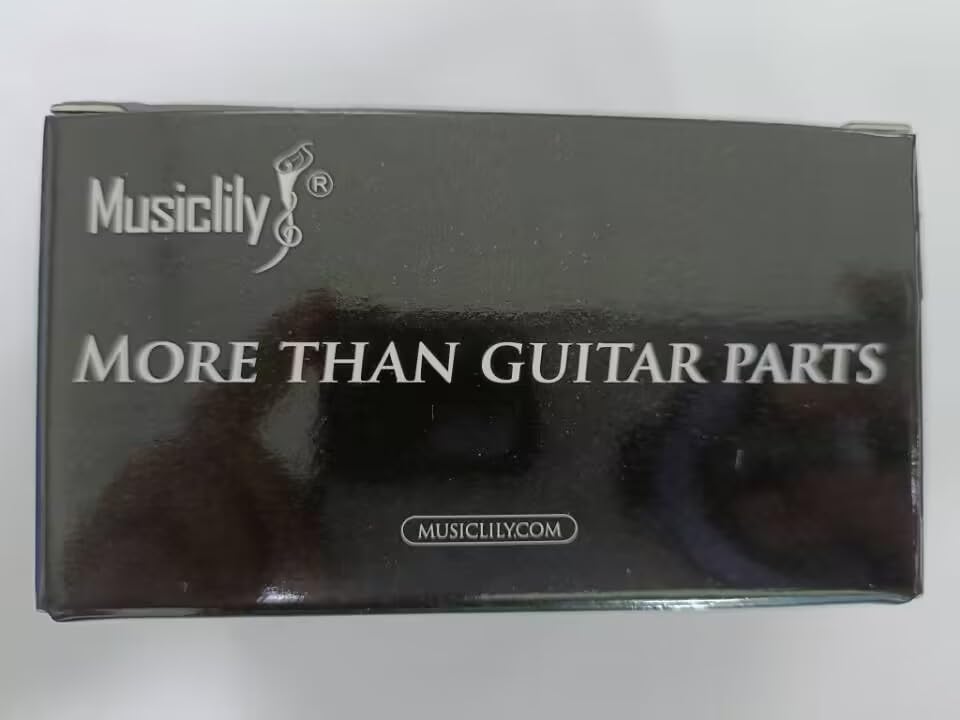 Musiclily®
MORE THAN GUITAR PARTS
MUSICLILY.COM